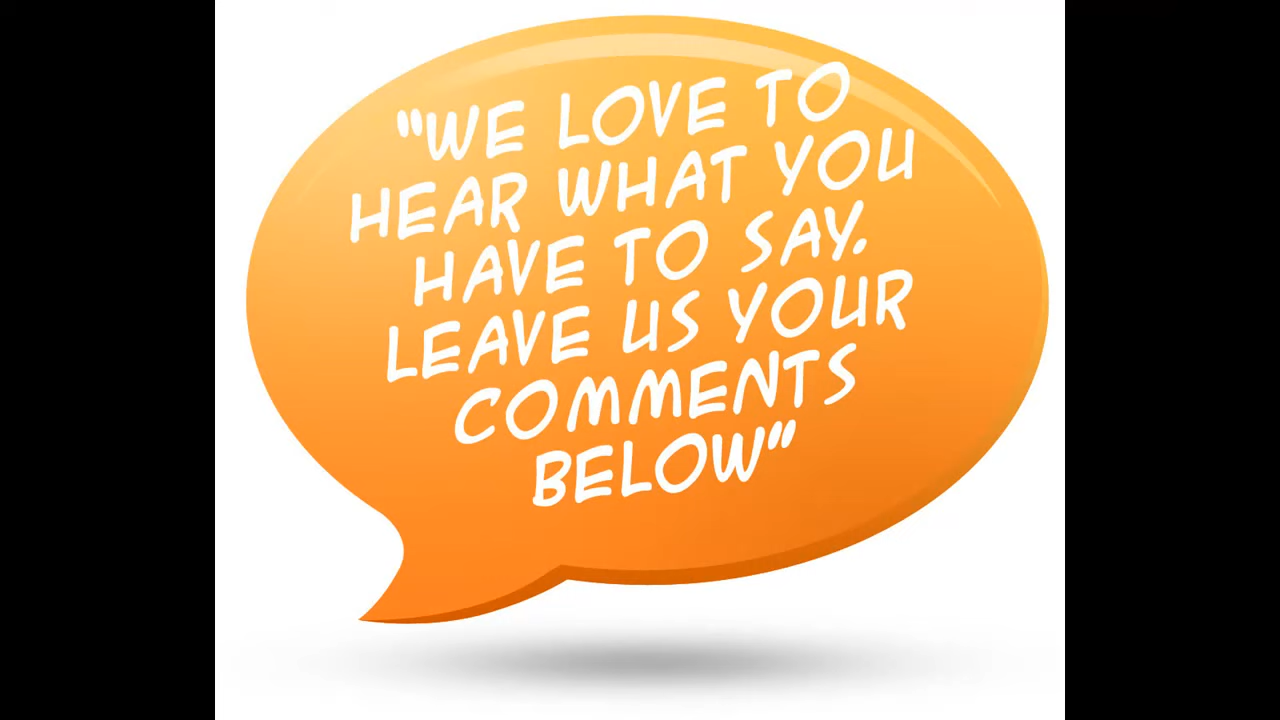 "WE LOVE TO
HEAR WHAT YOU
HAVE TO SAY.
LEAVE US YOUR
COMMENTS
BELOW"